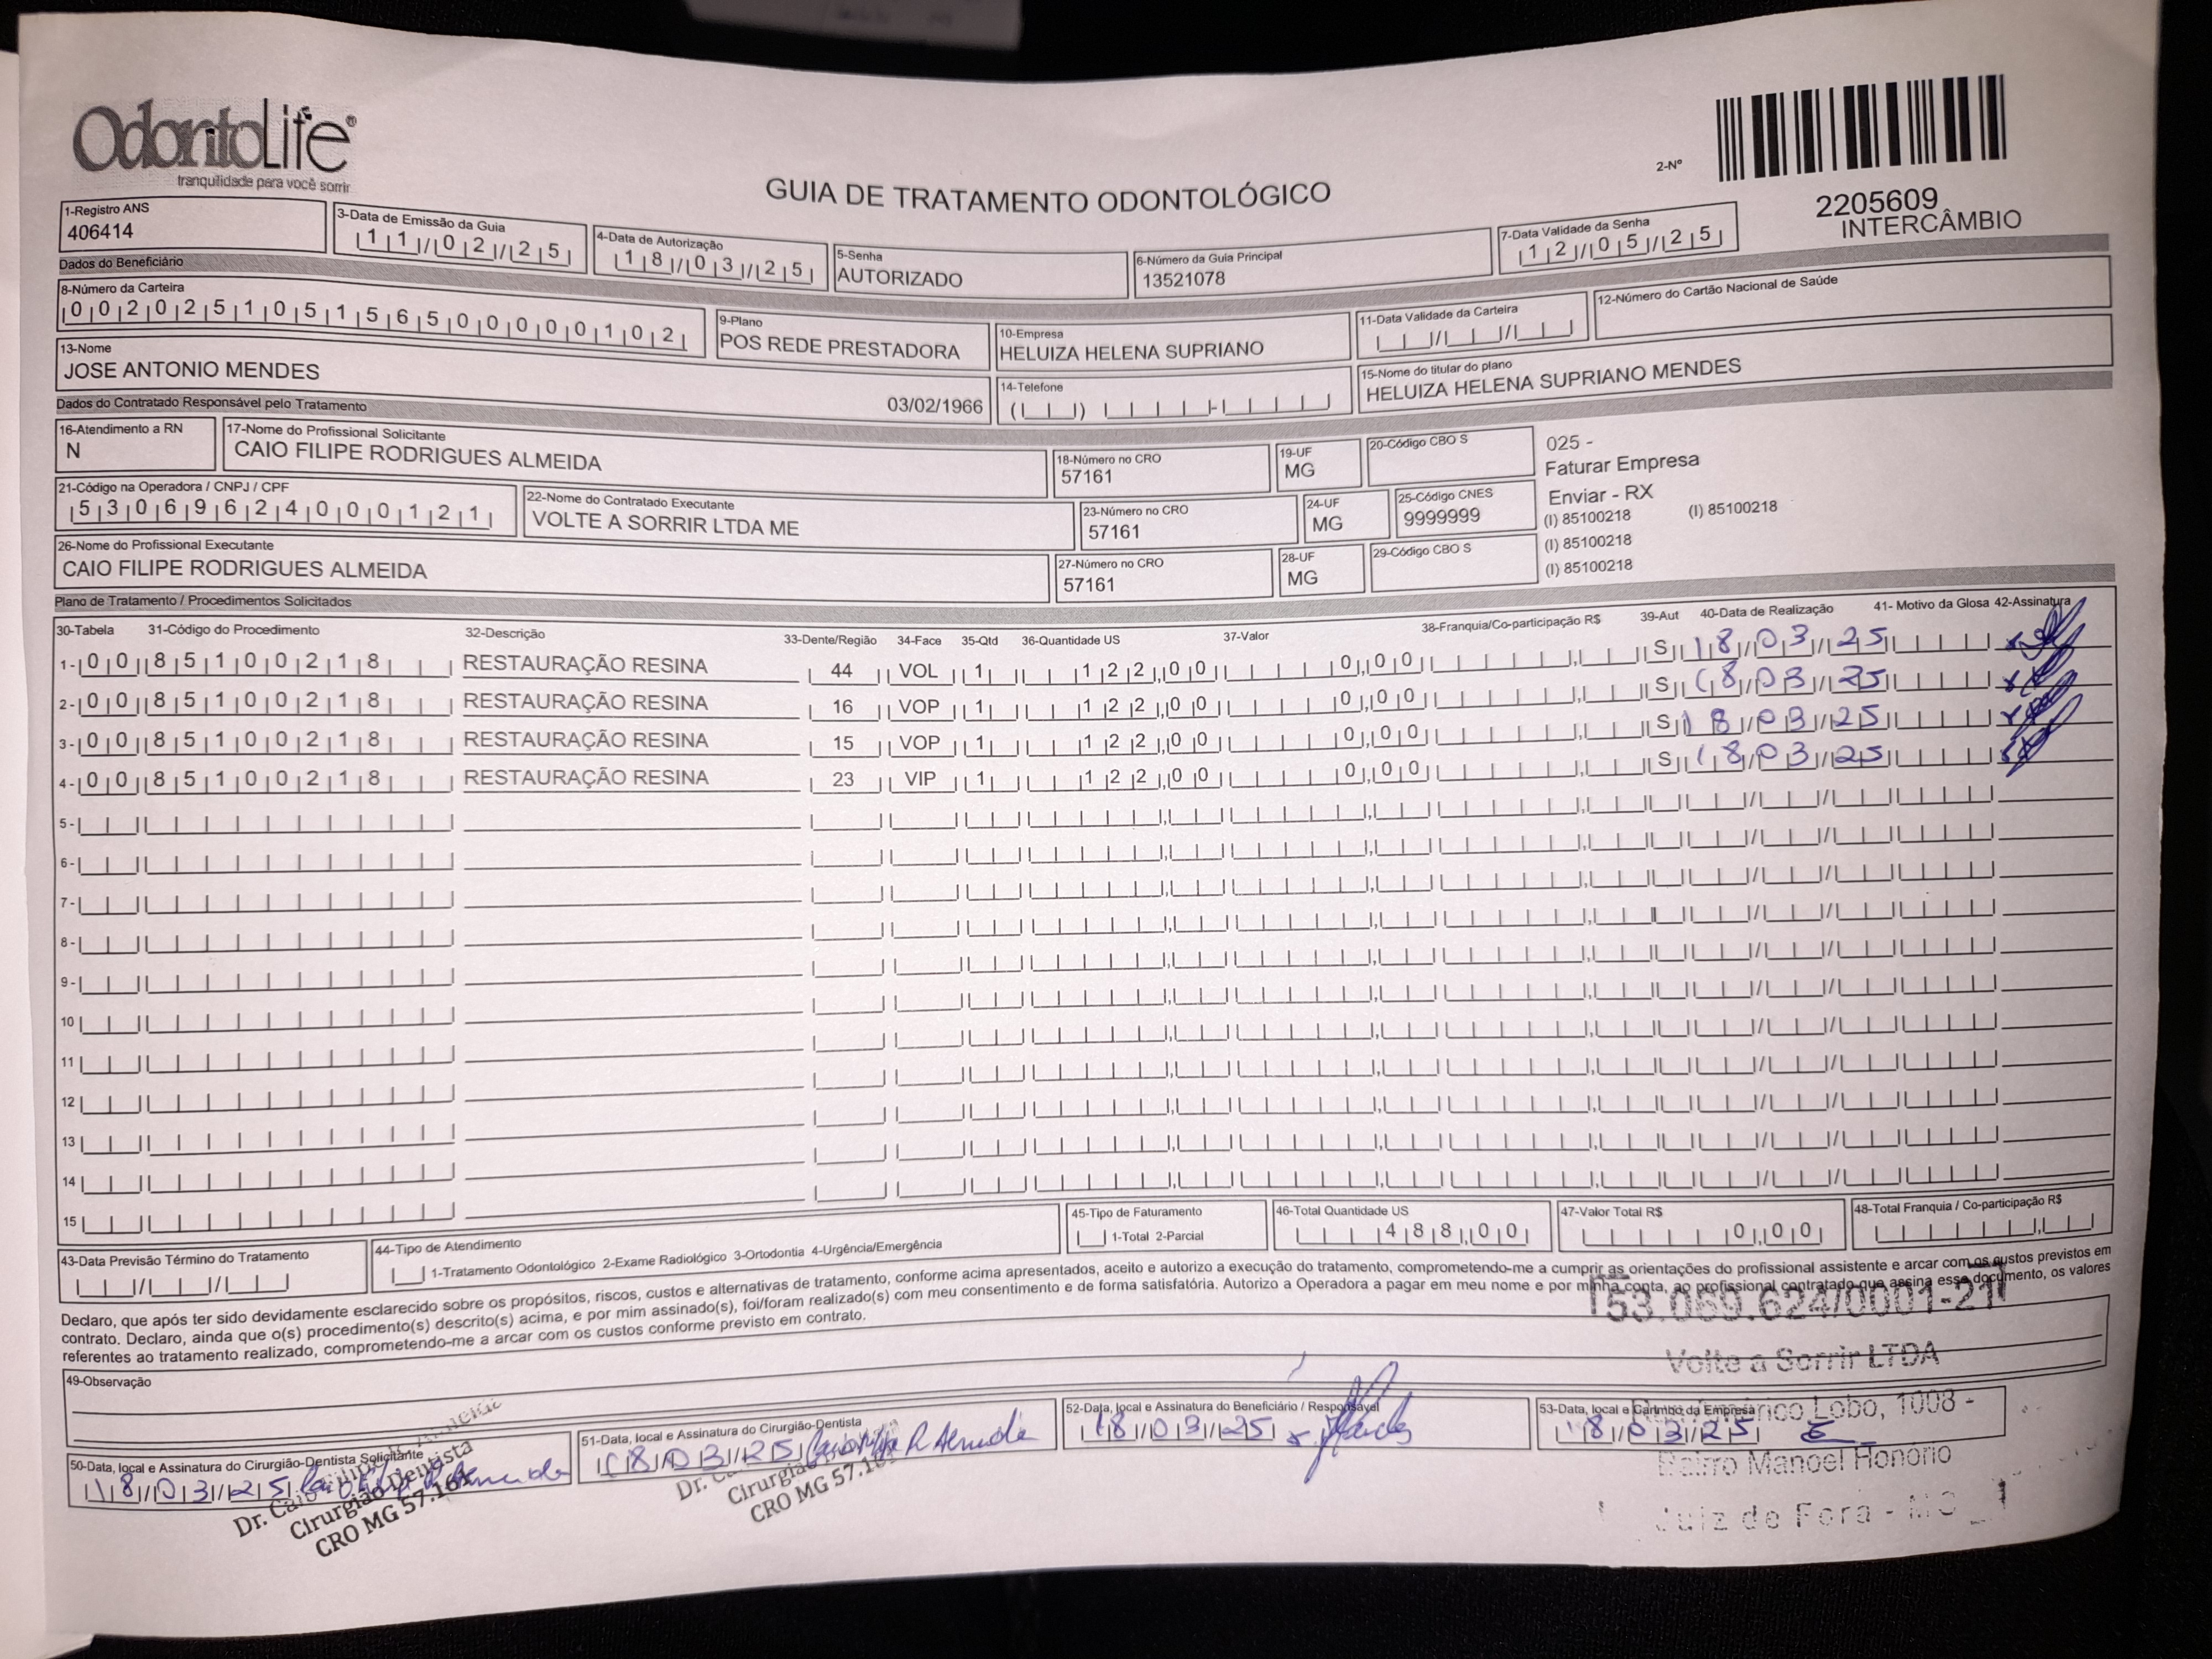 OdontoLife®
tranquilidade para você sorrir
GUIA DE TRATAMENTO ODONTOLÓGICO
2-Nº
2205609
INTERCÂMBIO
1-Registro ANS
406414
3-Data de Emissão da Guia
11/02/25
4-Data de Autorização
18/03/25
5-Senha
AUTORIZADO
6-Número da Guia Principal
13521078
7-Data Validade da Senha
12/05/25
Dados do Beneficiário
8-Número da Carteira
002025105156500000102
9-Plano
POS REDE PRESTADORA
10-Empresa
HELUIZA HELENA SUPRIANO
11-Data Validade da Carteira
12-Número do Cartão Nacional de Saúde
13-Nome
JOSE ANTONIO MENDES
03/02/1966
14-Telefone
15-Nome do titular do plano
HELUIZA HELENA SUPRIANO MENDES
Dados do Contratado Responsável pelo Tratamento
16-Atendimento a RN
N
17-Nome do Profissional Solicitante
CAIO FILIPE RODRIGUES ALMEIDA
18-Número no CRO
57161
19-UF
MG
20-Código CBO S
025 -
Faturar Empresa
Enviar - RX
(I) 85100218 (I) 85100218
(I) 85100218
(I) 85100218
21-Código na Operadora / CNPJ / CPF
53069624000121
22-Nome do Contratado Executante
VOLTE A SORRIR LTDA ME
23-Número no CRO
57161
24-UF
MG
25-Código CNES
9999999
26-Nome do Profissional Executante
CAIO FILIPE RODRIGUES ALMEIDA
27-Número no CRO
57161
28-UF
MG
29-Código CBO S
Plano de Tratamento / Procedimentos Solicitados
30-Tabela 31-Código do Procedimento 32-Descrição 33-Dente/Região 34-Face 35-Qtd 36-Quantidade US 37-Valor 38-Franquia/Co-participação R$ 39-Aut 40-Data de Realização 41- Motivo da Glosa 42-Assinatura
1- 00 85100218 RESTAURAÇÃO RESINA 44 VOL 1 122,00 0,00 S 18/03/25
2- 00 85100218 RESTAURAÇÃO RESINA 16 VOP 1 122,00 0,00 S 18/03/25
3- 00 85100218 RESTAURAÇÃO RESINA 15 VOP 1 122,00 0,00 S 18/03/25
4- 00 85100218 RESTAURAÇÃO RESINA 23 VIP 1 122,00 0,00 S 18/03/25
5-
6-
7-
8-
9-
10
11
12
13
14
15
43-Data Previsão Término do Tratamento
44-Tipo de Atendimento
1-Tratamento Odontológico 2-Exame Radiológico 3-Ortodontia 4-Urgência/Emergência
45-Tipo de Faturamento
1-Total 2-Parcial
46-Total Quantidade US
488,00
47-Valor Total R$
0,00
48-Total Franquia / Co-participação R$
Declaro, que após ter sido devidamente esclarecido sobre os propósitos, riscos, custos e alternativas de tratamento, conforme acima apresentados, aceito e autorizo a execução do tratamento, comprometendo-me a cumprir as orientações do profissional assistente e arcar com os custos previstos em
contrato. Declaro, ainda que o(s) procedimento(s) descrito(s) acima, e por mim assinado(s), foi/foram realizado(s) com meu consentimento e de forma satisfatória. Autorizo a Operadora a pagar em meu nome e por minha conta, ao profissional contratado que assina esse documento, os valores
referentes ao tratamento realizado, comprometendo-me a arcar com os custos conforme previsto em contrato.
53.069.624/0001-21
Volte a Sorrir LTDA
Lobo, 1008 -
Bairro Manoel Honorio
Juiz de Fora - MG
49-Observação
50-Data, local e Assinatura do Cirurgião-Dentista Solicitante
18/03/25
Dr. Caio
Cirurgião Dentista
CRO MG 57.161
51-Data, local e Assinatura do Cirurgião-Dentista
18/03/25 R Almeida
Dr.
Cirurgião
CRO MG 57.161
52-Data, local e Assinatura do Beneficiário / Responsável
18/03/25
53-Data, local e Carimbo da Empresa
18/03/25